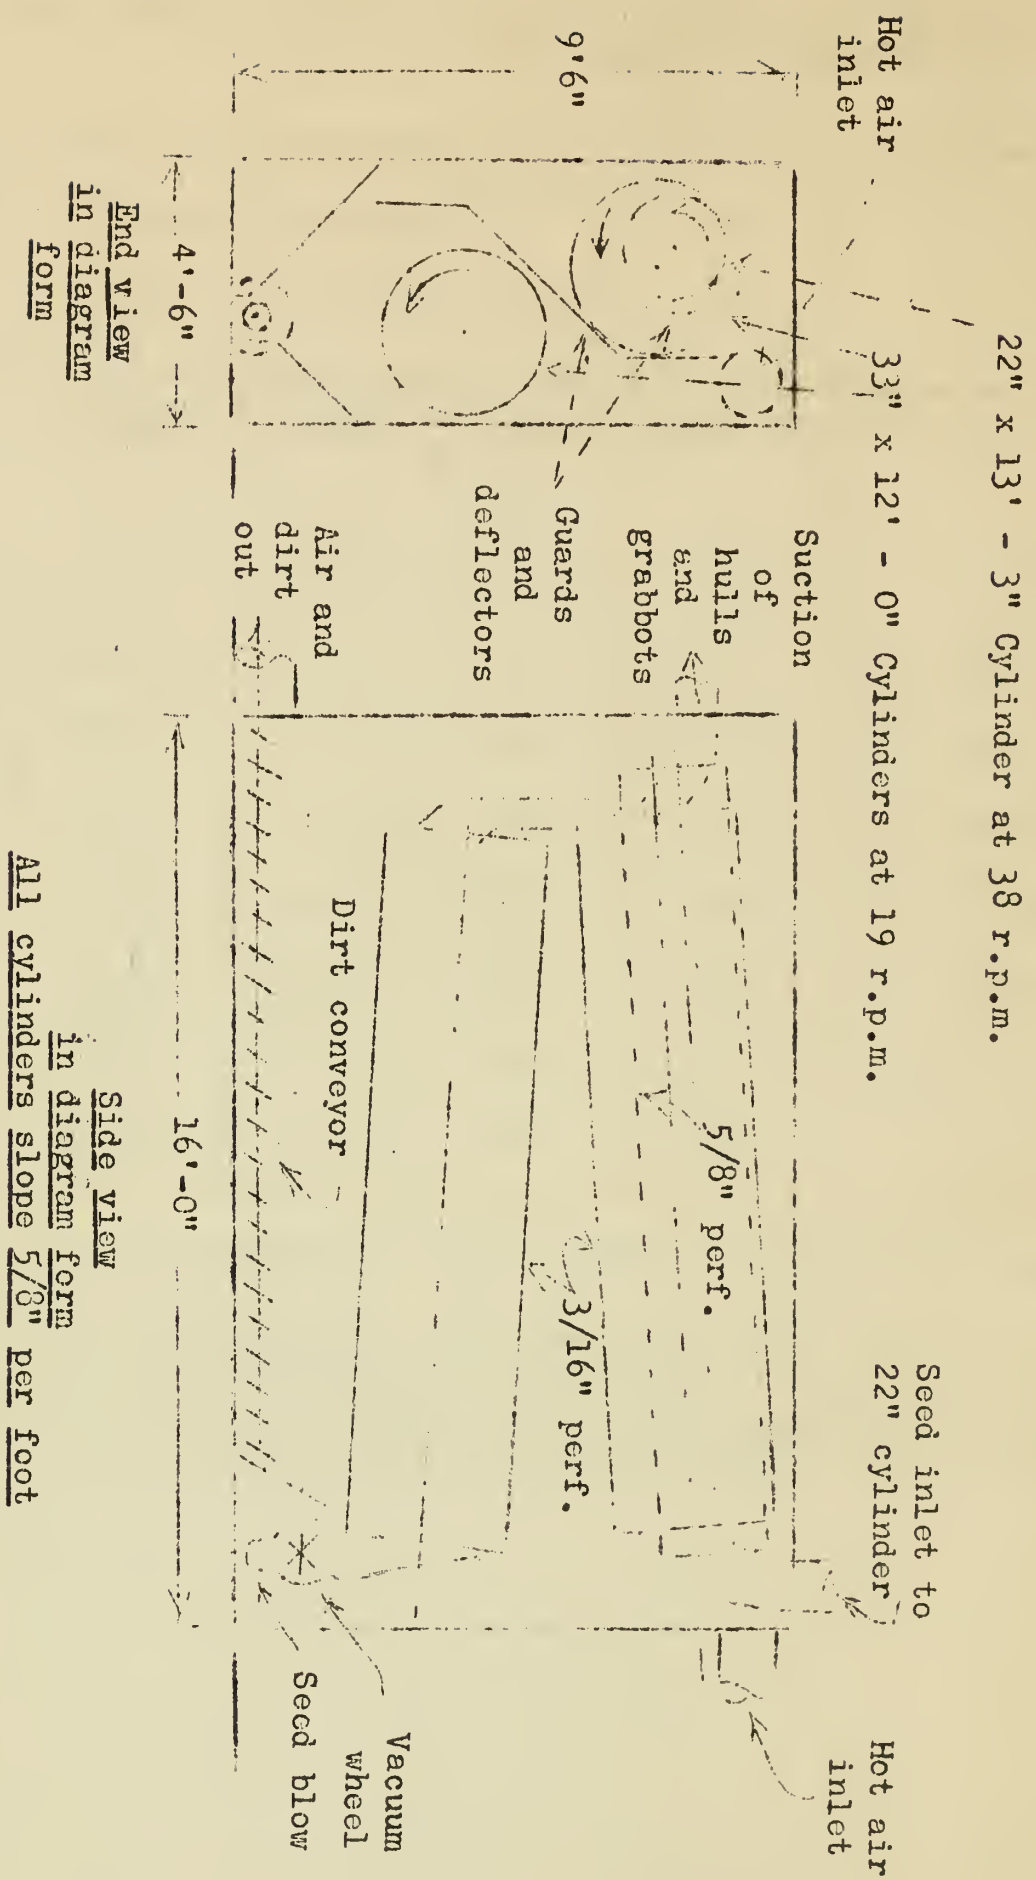 22" x 13' - 3" Cylinder at 38 r.p.m.
33" x 12' - 0" Cylinders at 19 r.p.m.
Hot air
inlet
Seed inlet to
22" cylinder
Hot air
inlet
9'6"
Suction
of
hulls
and
grabbots
Guards
and
deflectors
Air and
dirt
out
5/8" perf.
3/16" perf.
Dirt conveyor
Vacuum
wheel
Seed blow
4'-6"
16'-0"
End view
in diagram
form
Side view
in diagram form
All cylinders slope 5/8" per foot